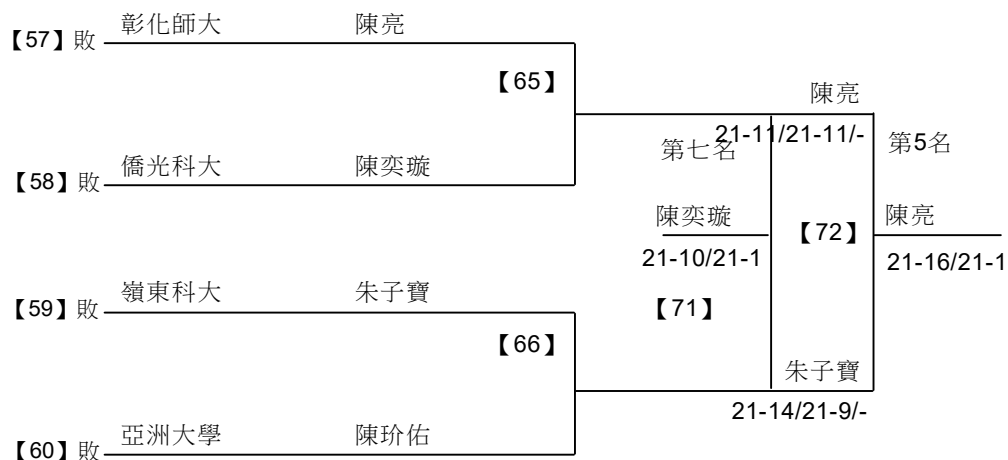 【57】敗 彰化師大 陳亮
【65】
陳亮
21-11/21-11/-
第七名
第5名
【58】敗 僑光科大 陳奕璇
陳奕璇
21-10/21-1
【72】
陳亮
21-16/21-1
【71】
【59】敗 嶺東科大 朱子寶
【66】
朱子寶
21-14/21-9/-
【60】敗 亞洲大學 陳玠佑